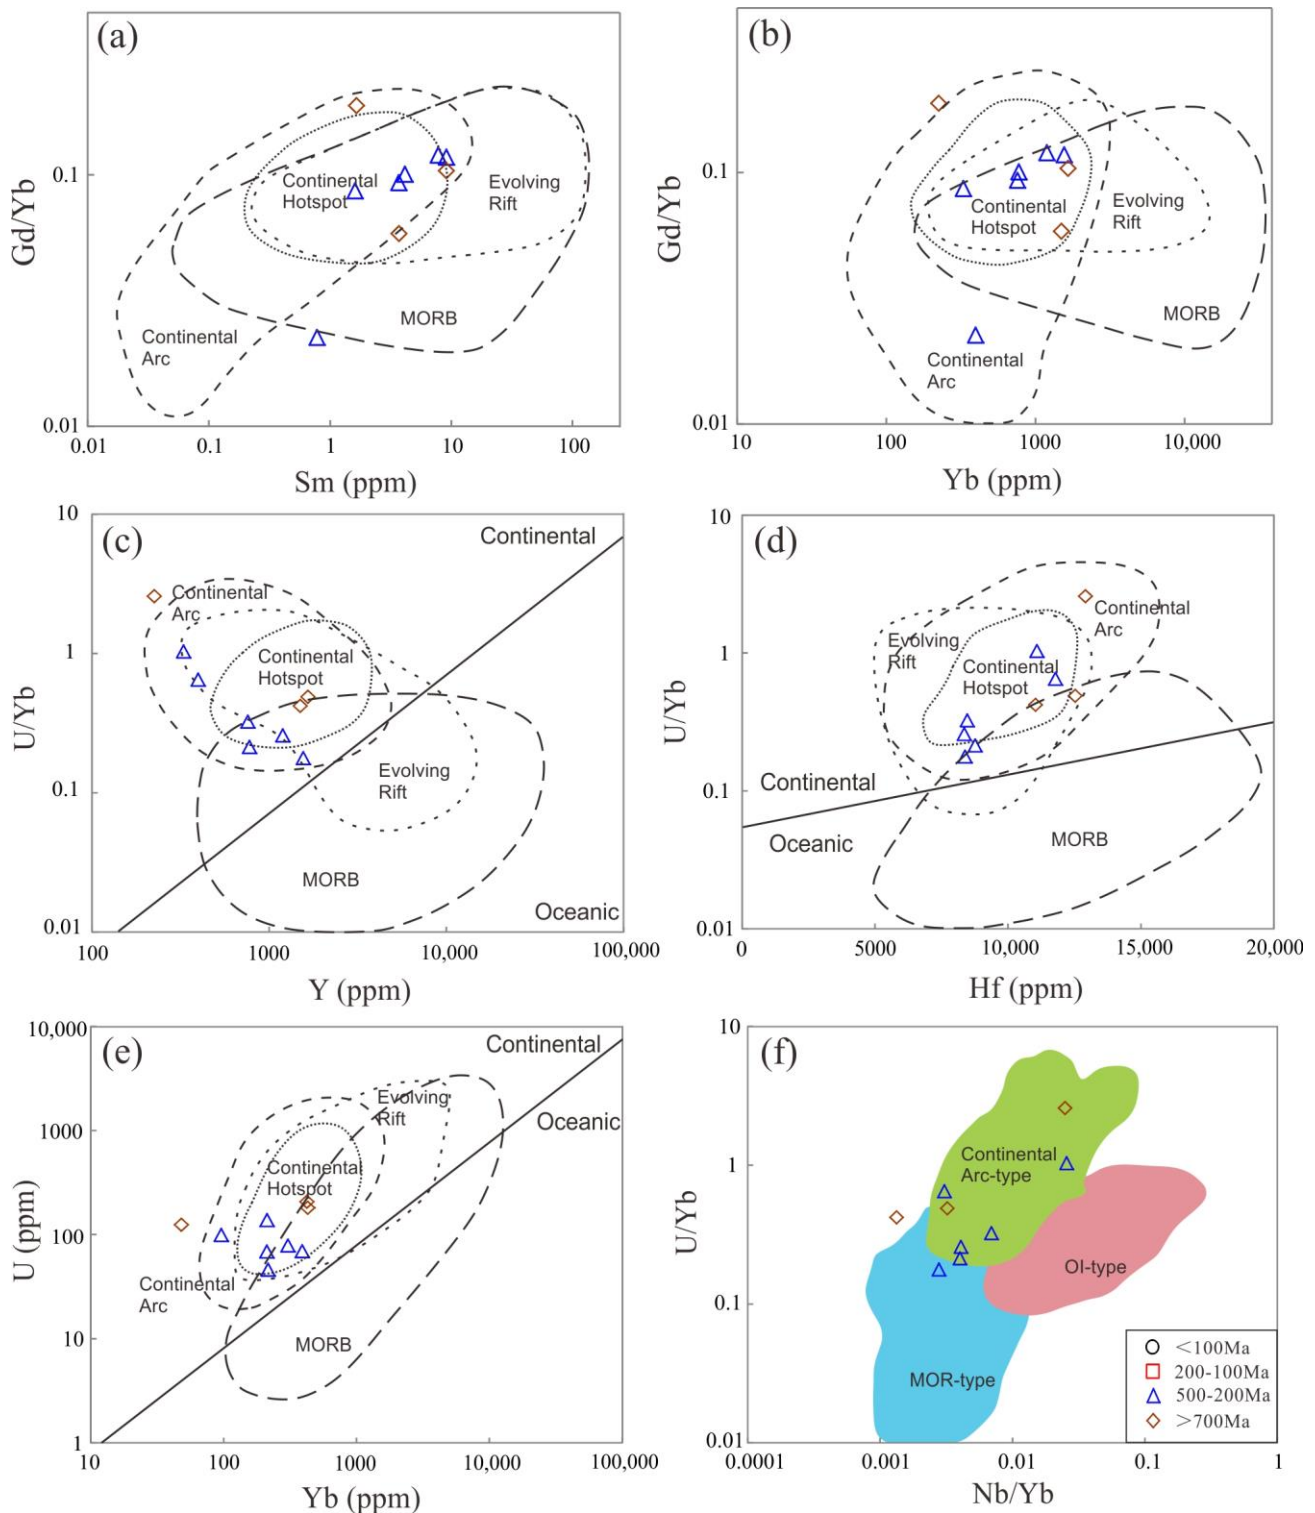 (a)
Gd/Yb
0.1
0.01
Continental
Hotspot
Evolving
Rift
MORB
Continental
Arc
0.01
0.1
1
10
100
Sm (ppm)
(b)
Gd/Yb
0.1
0.01
Continental
Hotspot
Evolving
Rift
MORB
Continental
Arc
10
100
1000
10,000
Yb (ppm)
(c)
U/Yb
10
1
0.1
0.01
Continental
Continental
Arc
Continental
Hotspot
Evolving
Rift
MORB
Oceanic
100
1000
10,000
100,000
Y (ppm)
(d)
U/Yb
10
1
0.1
0.01
Evolving
Rift
Continental
Arc
Continental
Hotspot
Continental
Oceanic
MORB
0
5000
10,000
15,000
20,000
Hf (ppm)
(e)
U (ppm)
10,000
1000
100
10
1
Continental
Evolving
Rift
Oceanic
Continental
Hotspot
Continental
Arc
MORB
10
100
1000
10,000
100,000
Yb (ppm)
(f)
U/Yb
10
1
0.1
0.01
Continental
Arc-type
OI-type
MOR-type
<100Ma
200-100Ma
500-200Ma
>700Ma
0.0001
0.001
0.01
0.1
1
Nb/Yb